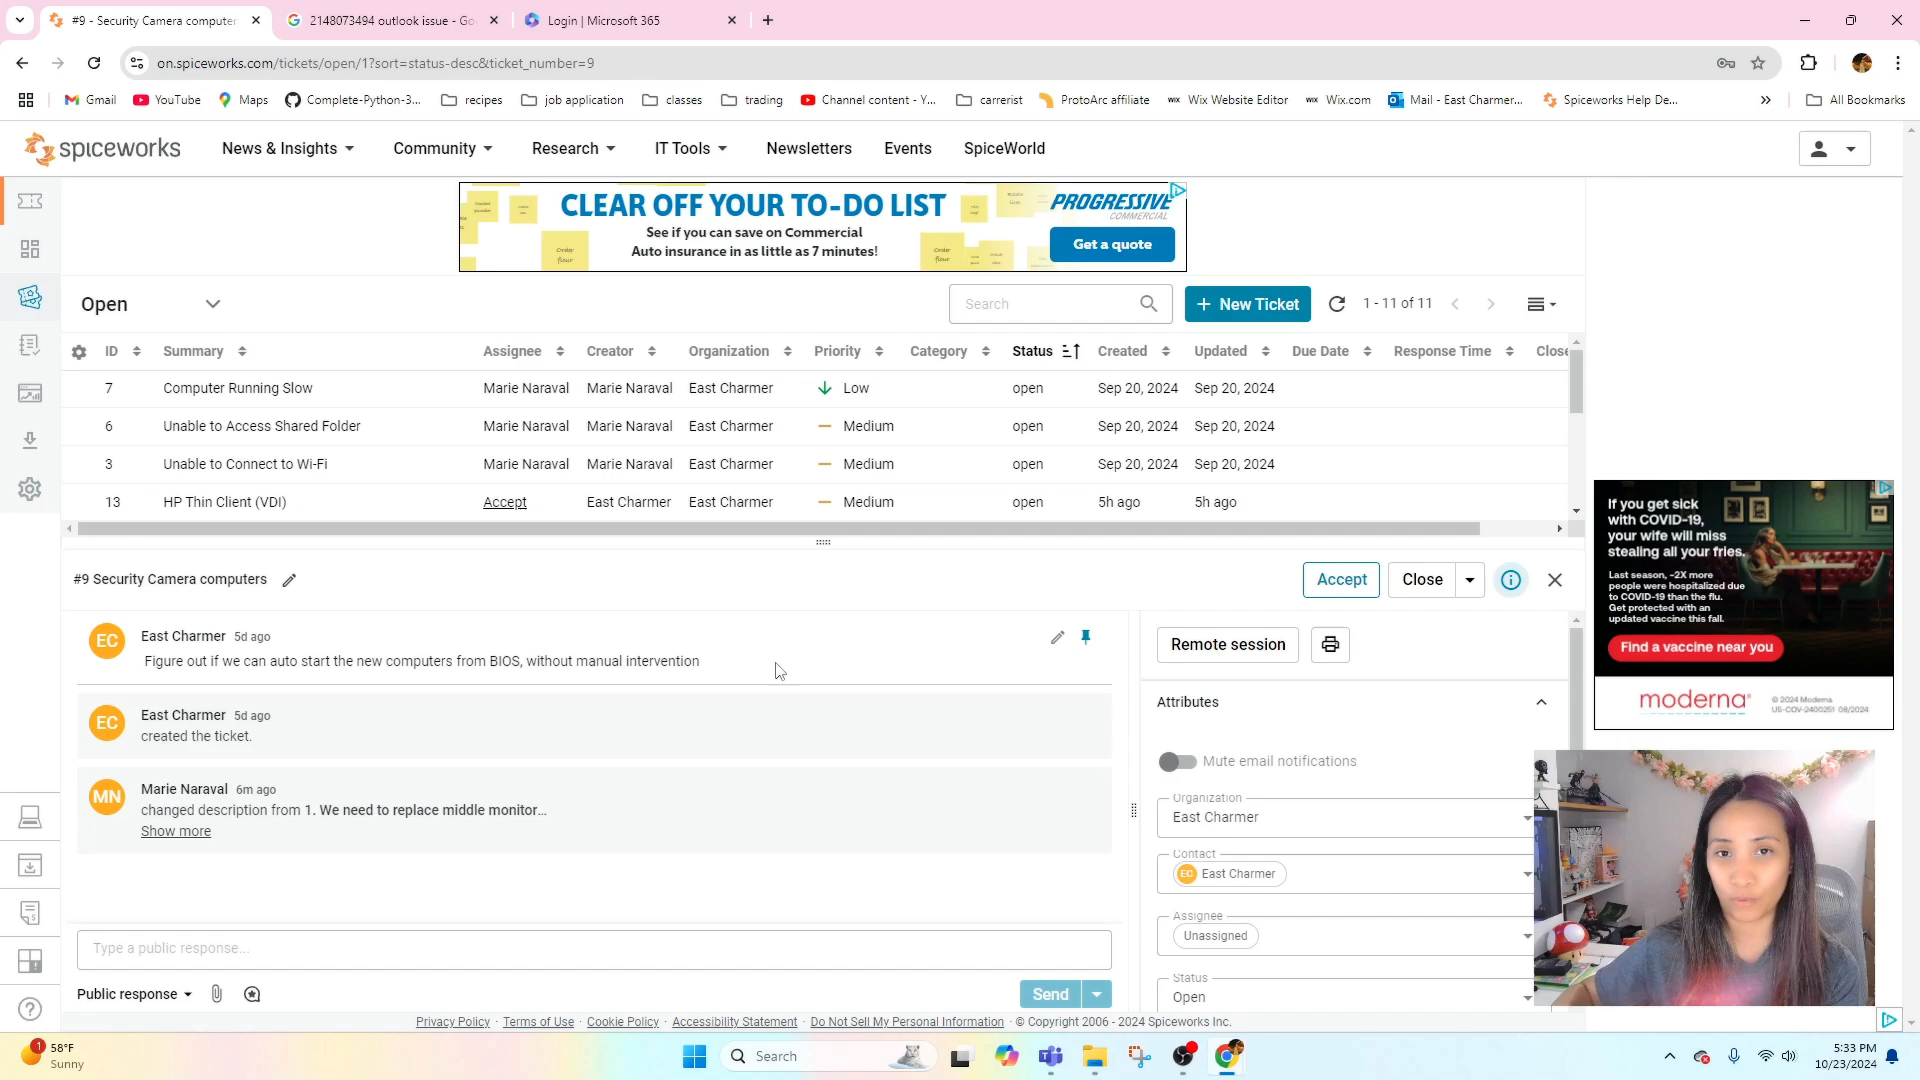 #9 - Security Camera computer
2148073494 outlook issue - Go
Login | Microsoft 365
on.spiceworks.com/tickets/open/1?sort=status-desc&ticket_number=9
Gmail YouTube Maps Complete-Python-3... recipes job application classes trading Channel content - Y... carrerist ProtoArc affiliate Wix Website Editor Wix.com Mail - East Charmer... Spiceworks Help De... All Bookmarks
spiceworks News & Insights Community Research IT Tools Newsletters Events SpiceWorld
CLEAR OFF YOUR TO-DO LIST
See if you can save on Commercial
Auto insurance in as little as 7 minutes!
PROGRESSIVE
COMMERCIAL
Get a quote
Order flour
Order flour
Open
Search
+ New Ticket
1 - 11 of 11
ID Summary Assignee Creator Organization Priority Category Status Created Updated Due Date Response Time Close
7 Computer Running Slow Marie Naraval Marie Naraval East Charmer Low open Sep 20, 2024 Sep 20, 2024
6 Unable to Access Shared Folder Marie Naraval Marie Naraval East Charmer Medium open Sep 20, 2024 Sep 20, 2024
3 Unable to Connect to Wi-Fi Marie Naraval Marie Naraval East Charmer Medium open Sep 20, 2024 Sep 20, 2024
13 HP Thin Client (VDI) Accept East Charmer East Charmer Medium open 5h ago 5h ago
If you get sick
with COVID-19,
your wife will miss
stealing all your fries.
Last season, ~2X more
people were hospitalized due
to COVID-19 than the flu.
Get protected with an
updated vaccine this fall.
Find a vaccine near you
moderna
© 2024 Moderna
US-COV-2400251 08/2024
#9 Security Camera computers
Accept
Close
EC East Charmer 5d ago
Figure out if we can auto start the new computers from BIOS, without manual intervention
EC East Charmer 5d ago
created the ticket.
MN Marie Naraval 6m ago
changed description from 1. We need to replace middle monitor...
Show more
Type a public response...
Public response
Send
Remote session
Attributes
Mute email notifications
Organization
East Charmer
Contact
EC East Charmer
Assignee
Unassigned
Status
Open
Privacy Policy · Terms of Use · Cookie Policy · Accessibility Statement · Do Not Sell My Personal Information · © Copyright 2006 - 2024 Spiceworks Inc.
1
58°F
Sunny
Search
5:33 PM
10/23/2024